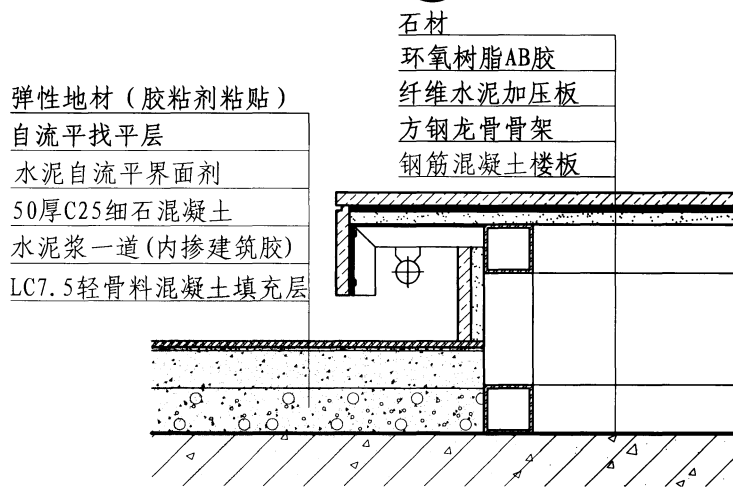 石材
环氧树脂AB胶
纤维水泥加压板
方钢龙骨骨架
钢筋混凝土楼板
弹性地材（胶粘剂粘贴）
自流平找平层
水泥自流平界面剂
50厚C25细石混凝土
水泥浆一道(内掺建筑胶)
LC7.5轻骨料混凝土填充层